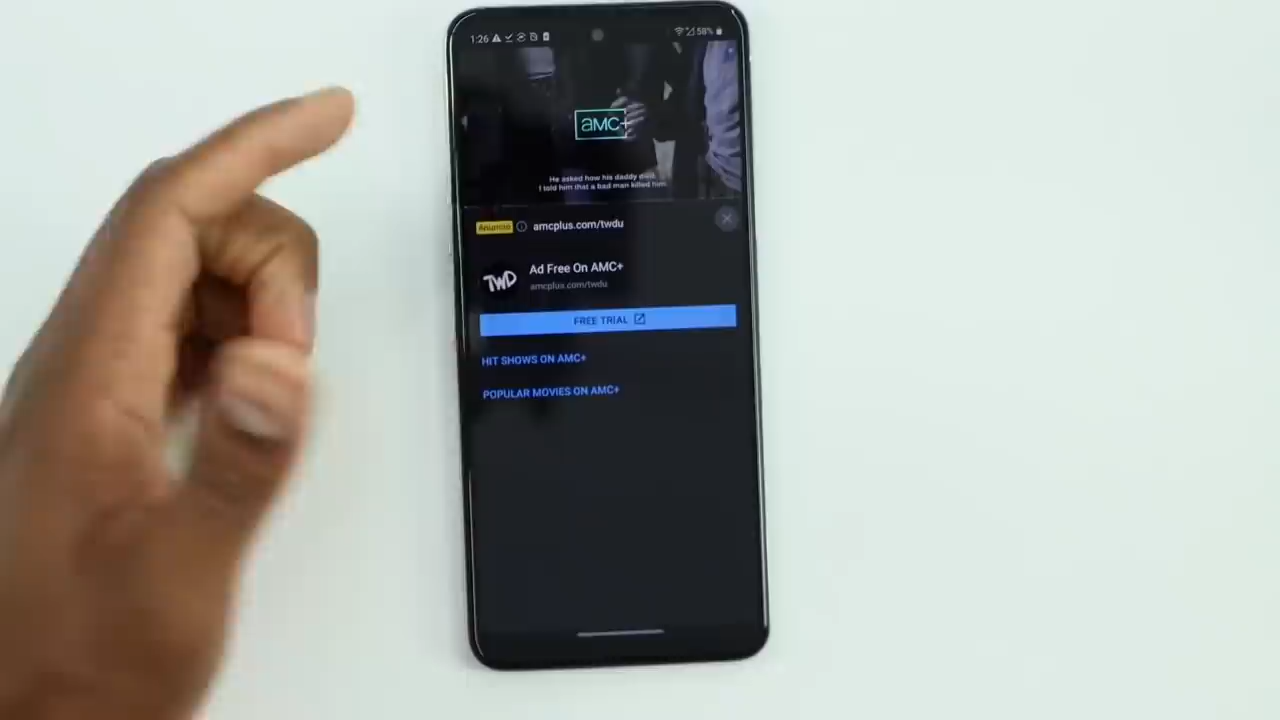 1:26 58%
aMC+
He asked how his daddy died.
I told him that a bad man killed him.
Anuncio amcplus.com/twdu
TWD
Ad Free On AMC+
amcplus.com/twdu
FREE TRIAL
HIT SHOWS ON AMC+
POPULAR MOVIES ON AMC+